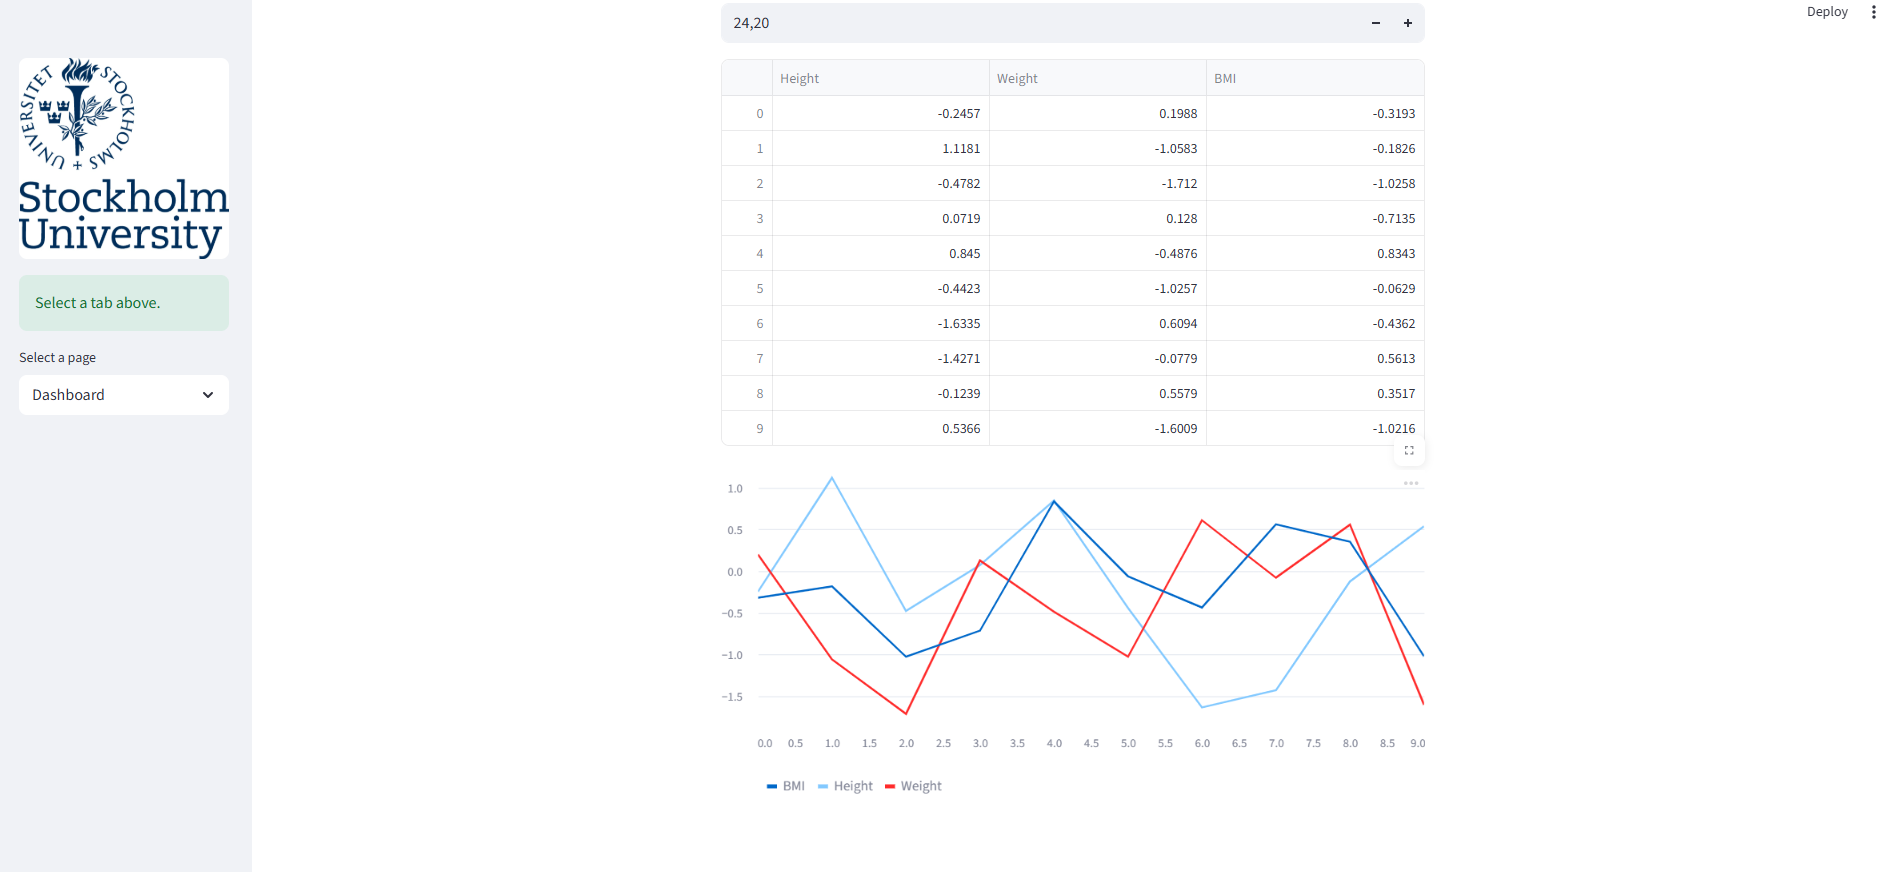 Deploy
STOCKHOLMS UNIVERSITET
Stockholm
University
Select a tab above.
Select a page
Dashboard
24,20
Height Weight BMI
0 -0.2457 0.1988 -0.3193
1 1.1181 -1.0583 -0.1826
2 -0.4782 -1.712 -1.0258
3 0.0719 0.128 -0.7135
4 0.845 -0.4876 0.8343
5 -0.4423 -1.0257 -0.0629
6 -1.6335 0.6094 -0.4362
7 -1.4271 -0.0779 0.5613
8 -0.1239 0.5579 0.3517
9 0.5366 -1.6009 -1.0216
1.0
0.5
0.0
−0.5
−1.0
−1.5
0.0 0.5 1.0 1.5 2.0 2.5 3.0 3.5 4.0 4.5 5.0 5.5 6.0 6.5 7.0 7.5 8.0 8.5 9.0
BMI Height Weight